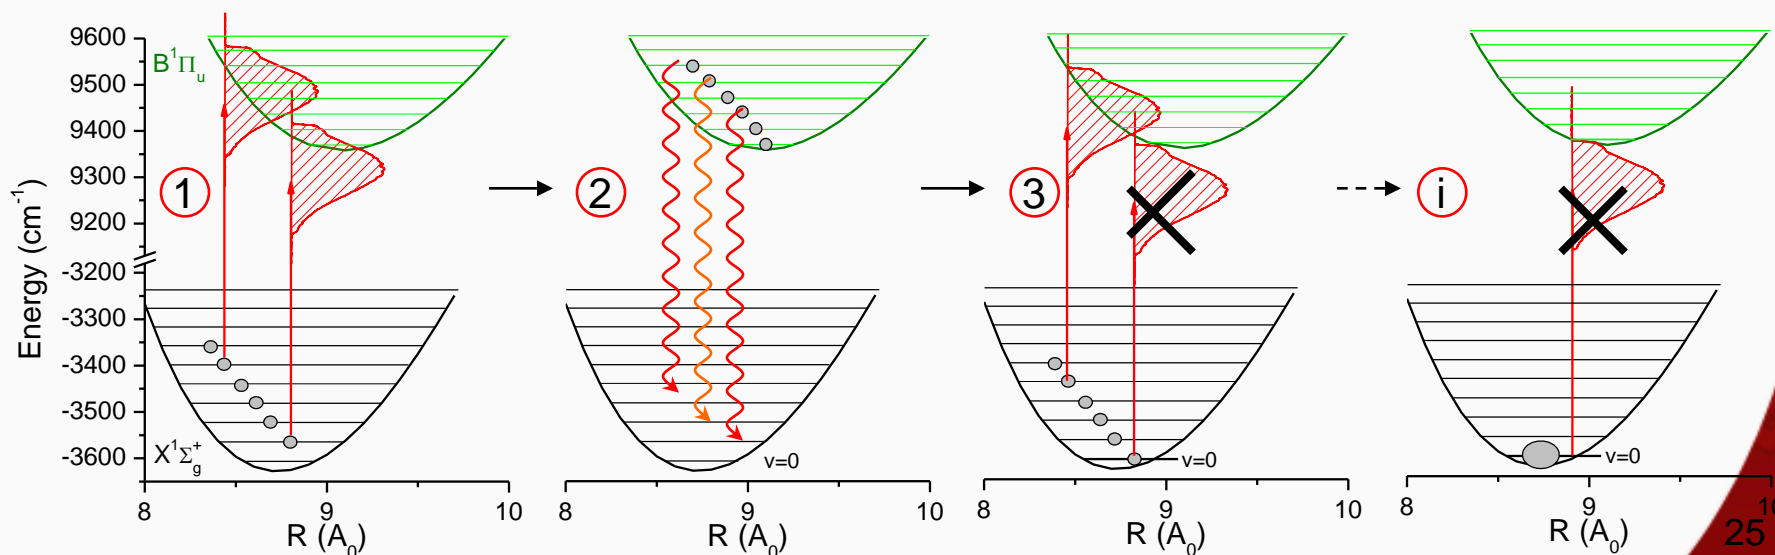 Energy (cm⁻¹)
9600
9500
9400
9300
9200
-3200
-3300
-3400
-3500
-3600
B¹Πᵤ
X¹Σg⁺
1
8 9 10
R (A₀)
2
v=0
8 9 10
R (A₀)
3
v=0
8 9 10
R (A₀)
i
v=0
8 9 10
R (A₀)
25